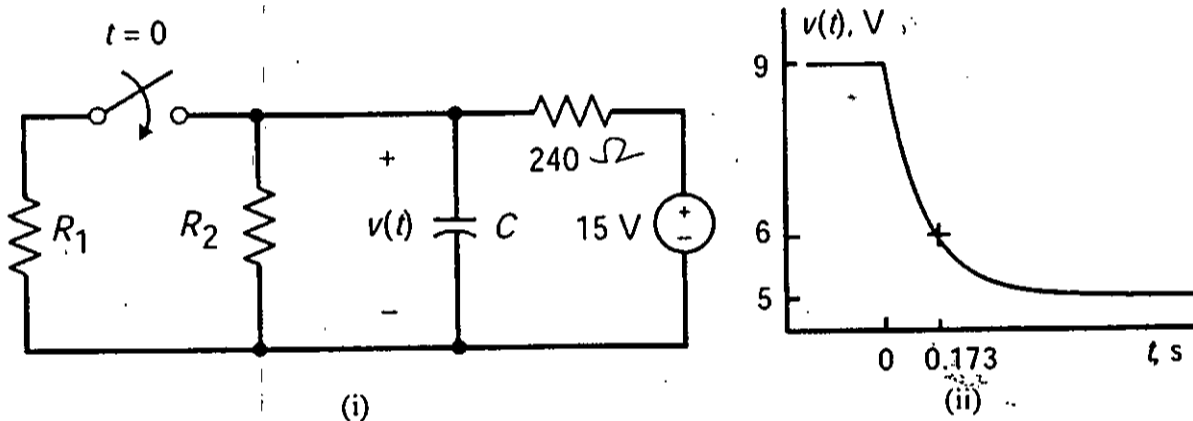 t = 0
R1
R2
+
v(t)
−
C
240 Ω
15 V
+
−
(i)
v(t), V
9
6
5
0
0.173
t, s
(ii)